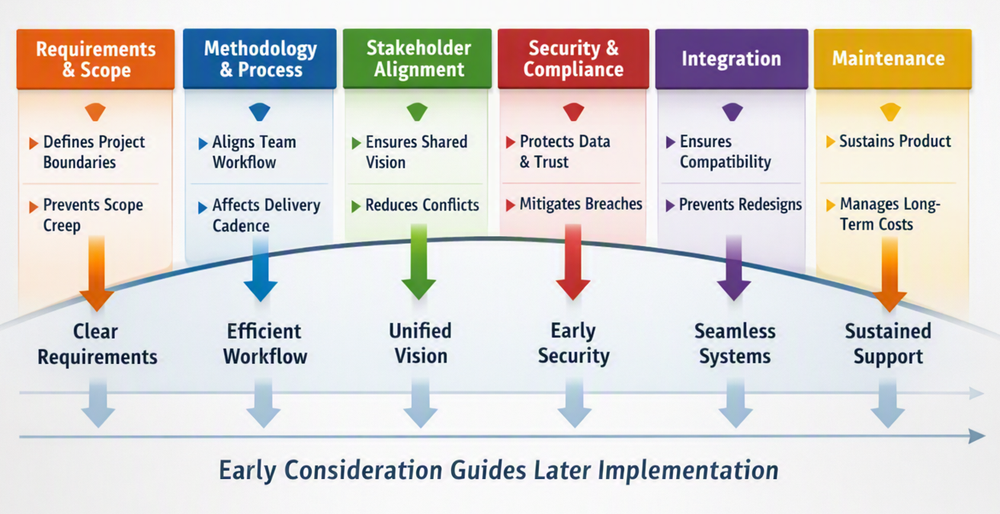 Requirements
& Scope
Defines Project
Boundaries
Prevents Scope
Creep
Clear
Requirements
Methodology
& Process
Aligns Team
Workflow
Affects Delivery
Cadence
Efficient
Workflow
Stakeholder
Alignment
Ensures Shared
Vision
Reduces Conflicts
Unified
Vision
Security &
Compliance
Protects Data
& Trust
Mitigates Breaches
Early
Security
Integration
Ensures
Compatibility
Prevents Redesigns
Seamless
Systems
Maintenance
Sustains Product
Manages Long-
Term Costs
Sustained
Support
Early Consideration Guides Later Implementation